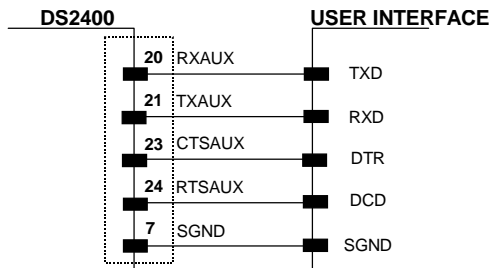 DS2400 USER INTERFACE
20 RXAUX TXD
21 TXAUX RXD
23 CTSAUX DTR
24 RTSAUX DCD
7 SGND SGND